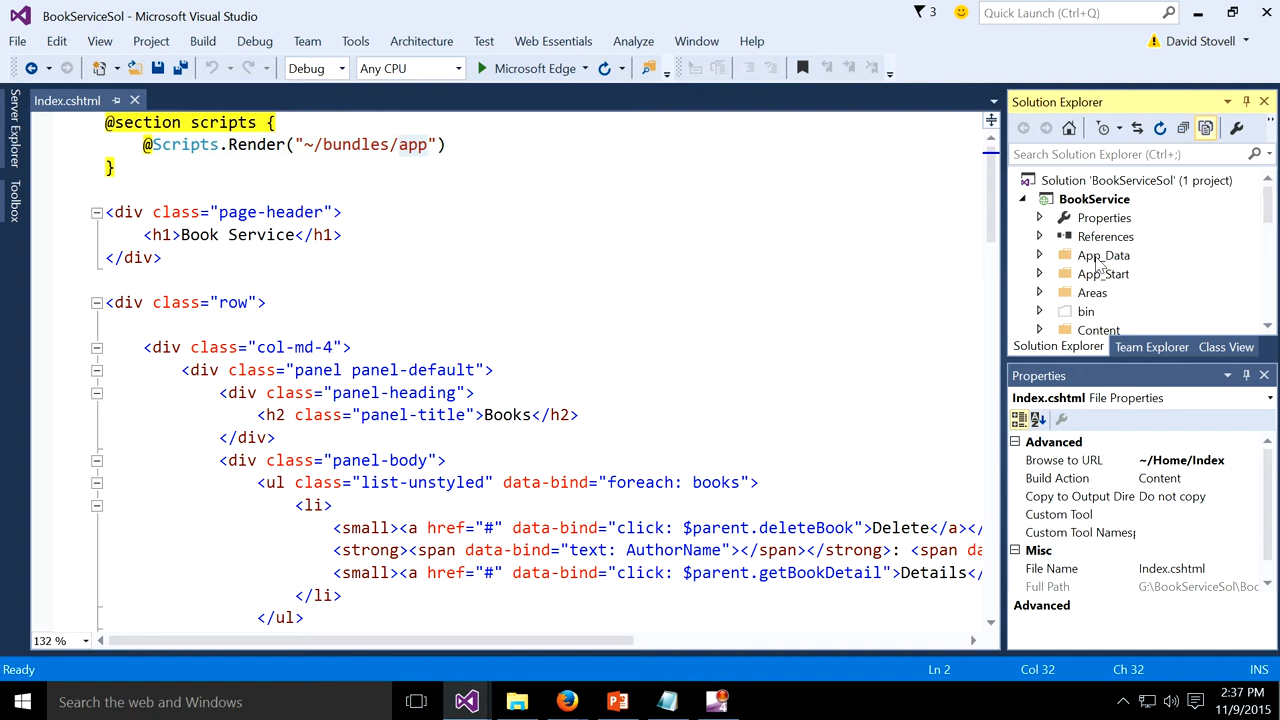 BookServiceSol - Microsoft Visual Studio
3
Quick Launch (Ctrl+Q)
File Edit View Project Build Debug Team Tools Architecture Test Web Essentials Analyze Window Help
David Stovell
Debug Any CPU Microsoft Edge
Server Explorer
Toolbox
Index.cshtml
@section scripts {
@Scripts.Render("~/bundles/app")
}
<div class="page-header">
<h1>Book Service</h1>
</div>
<div class="row">
<div class="col-md-4">
<div class="panel panel-default">
<div class="panel-heading">
<h2 class="panel-title">Books</h2>
</div>
<div class="panel-body">
<ul class="list-unstyled" data-bind="foreach: books">
<li>
<small><a href="#" data-bind="click: $parent.deleteBook">Delete</a></
<strong><span data-bind="text: AuthorName"></span></strong>: <span da
<small><a href="#" data-bind="click: $parent.getBookDetail">Details</
</li>
</ul>
132 %
Solution Explorer
Search Solution Explorer (Ctrl+;)
Solution 'BookServiceSol' (1 project)
BookService
Properties
References
App_Data
App_Start
Areas
bin
Content
Solution Explorer Team Explorer Class View
Properties
Index.cshtml File Properties
Advanced
Browse to URL ~/Home/Index
Build Action Content
Copy to Output Dire Do not copy
Custom Tool
Custom Tool Namesp
Misc
File Name Index.cshtml
Full Path G:\BookServiceSol\Boo
Advanced
Ready Ln 2 Col 32 Ch 32 INS
Search the web and Windows
4
2:37 PM
11/9/2015